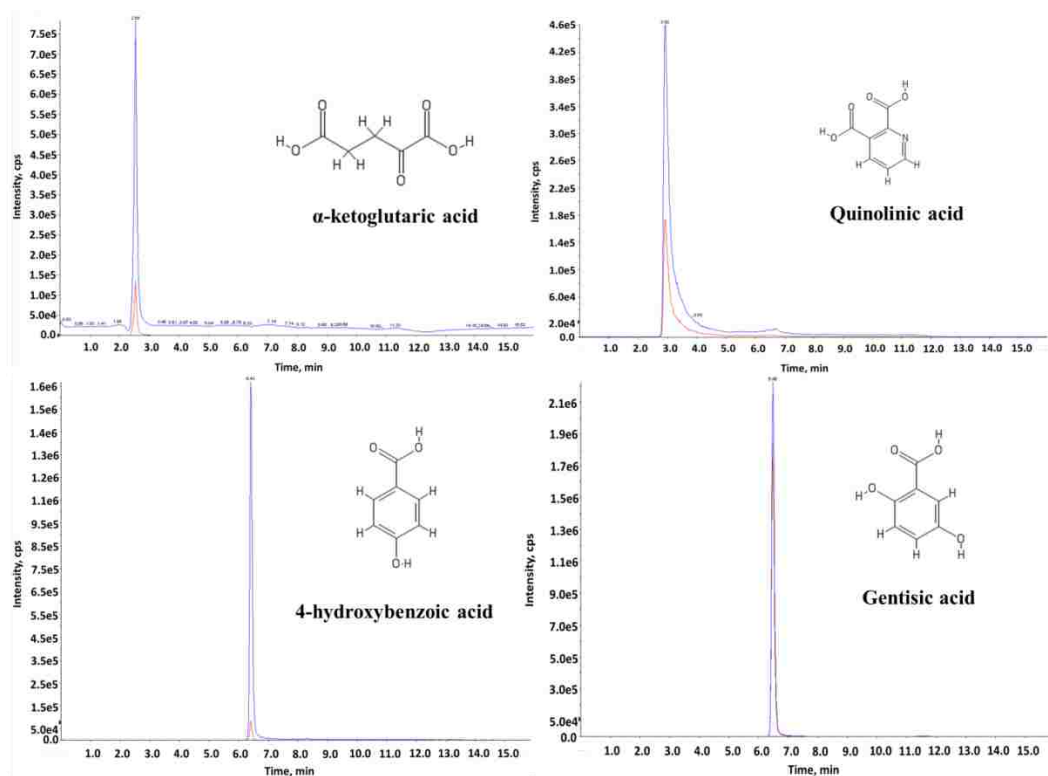 7.5e5
7.0e5
6.5e5
6.0e5
5.5e5
5.0e5
4.5e5
4.0e5
3.5e5
3.0e5
2.5e5
2.0e5
1.5e5
1.0e5
5.0e4
0.0
Intensity, cps
H O O O O H H H
α-ketoglutaric acid
1.0 2.0 3.0 4.0 5.0 6.0 7.0 8.0 9.0 10.0 11.0 12.0 13.0 14.0 15.0
Time, min
4.6e5
4.2e5
3.8e5
3.4e5
3.0e5
2.6e5
2.2e5
1.8e5
1.4e5
1.0e5
6.0e4
2.0e4
0.0
Intensity, cps
H O O O H O N H H H
Quinolinic acid
1.0 2.0 3.0 4.0 5.0 6.0 7.0 8.0 9.0 10.0 11.0 12.0 13.0 14.0 15.0
Time, min
1.6e6
1.5e6
1.4e6
1.3e6
1.1e6
1.0e6
9.5e5
8.5e5
7.5e5
6.5e5
5.5e5
4.5e5
3.5e5
2.5e5
1.5e5
5.0e4
0.0
Intensity, cps
H O O H H H H O H
4-hydroxybenzoic acid
1.0 2.0 3.0 4.0 5.0 6.0 7.0 8.0 9.0 10.0 11.0 12.0 13.0 14.0 15.0
Time, min
2.1e6
1.9e6
1.7e6
1.6e6
1.4e6
1.2e6
1.1e6
9.0e5
8.0e5
6.5e5
5.0e5
3.0e5
2.0e5
5.0e4
0.0
Intensity, cps
H O O H O H H H O H
Gentisic acid
1.0 2.0 3.0 4.0 5.0 6.0 7.0 8.0 9.0 10.0 11.0 12.0 13.0 14.0 15.0
Time, min